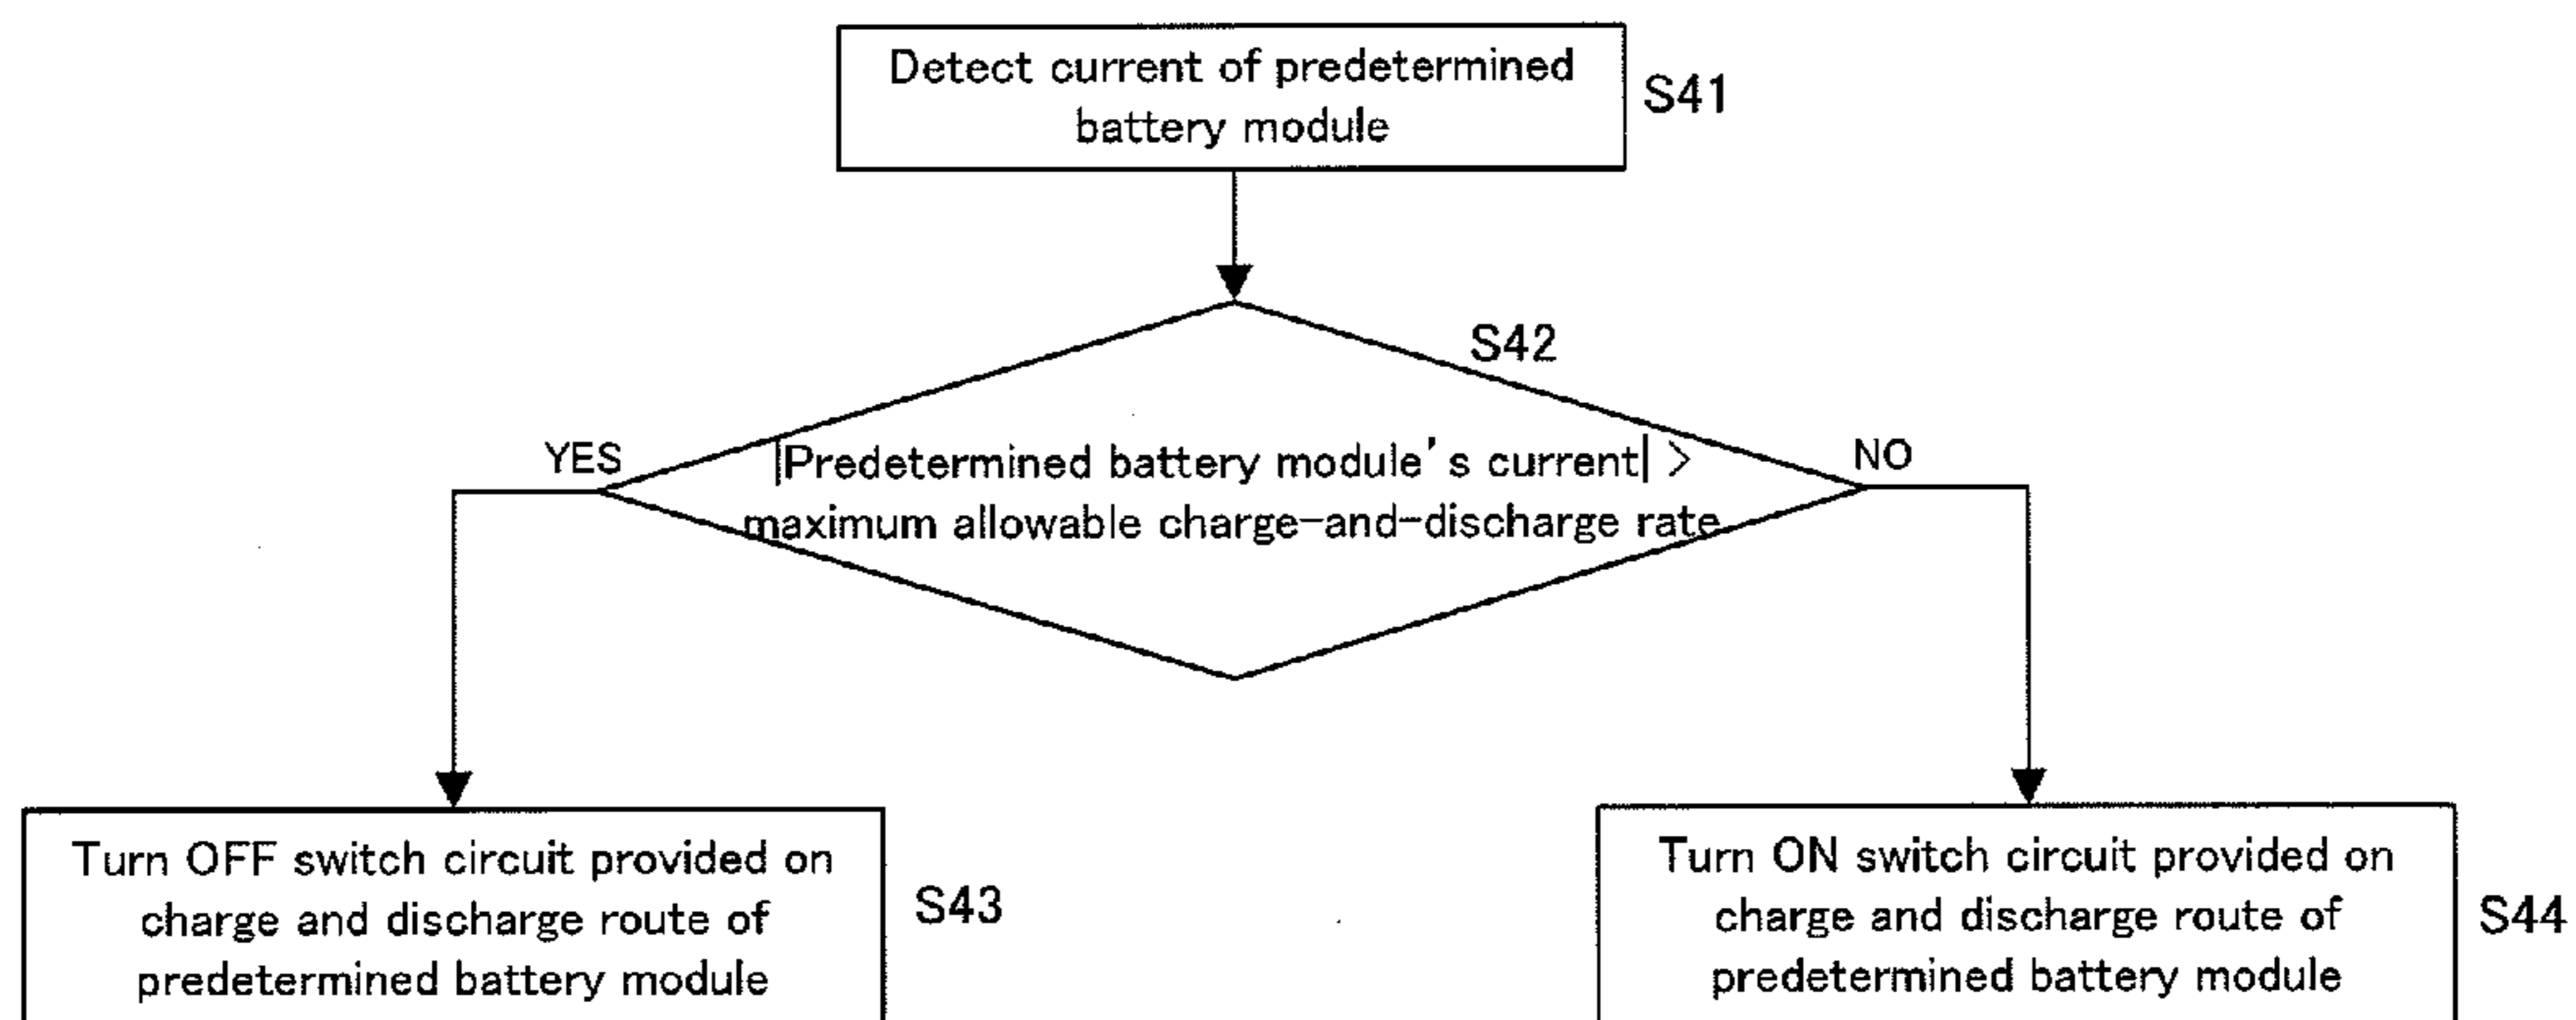 Detect current of predetermined
battery module
S41
S42
YES
|Predetermined battery module's current| >
maximum allowable charge-and-discharge rate
NO
Turn OFF switch circuit provided on
charge and discharge route of
predetermined battery module
S43
Turn ON switch circuit provided on
charge and discharge route of
predetermined battery module
S44